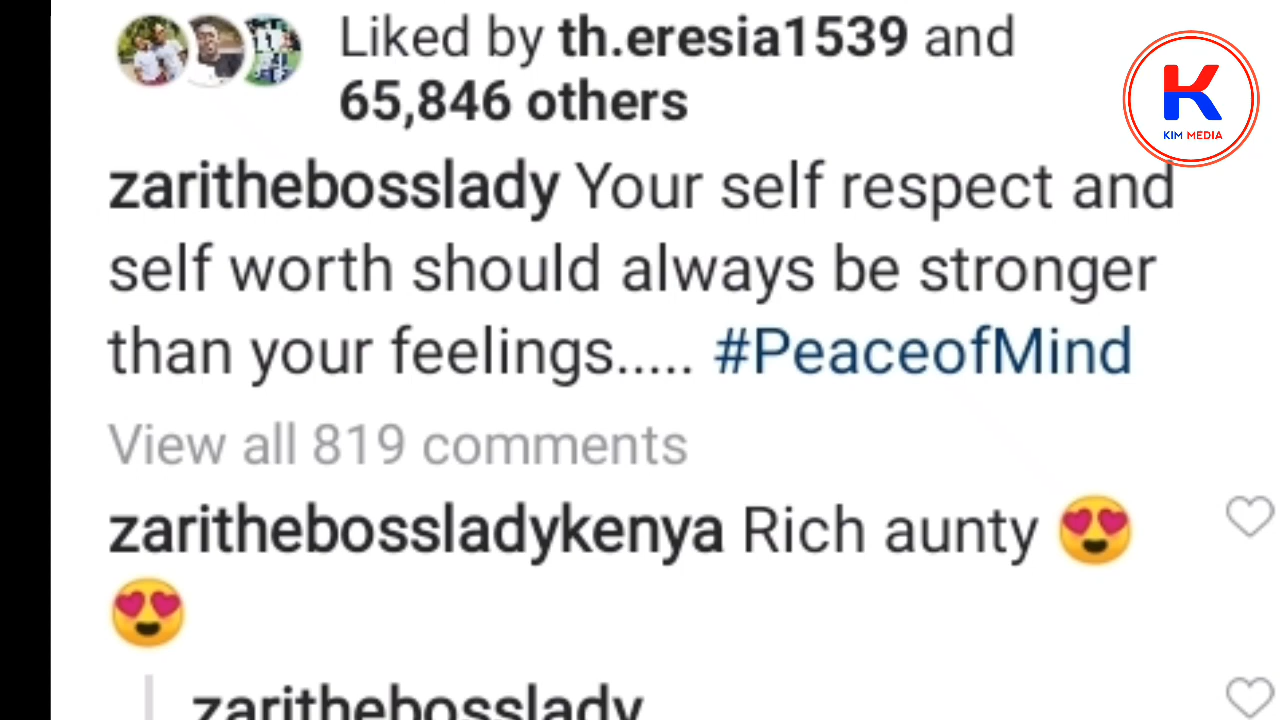 Liked by th.eresia1539 and
65,846 others
K
KIM MEDIA
zarithebosslady Your self respect and
self worth should always be stronger
than your feelings..... #PeaceofMind
View all 819 comments
zarithebossladykenya Rich aunty 😍
😍
zarithebosslady